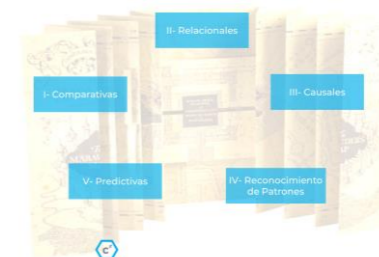 II- Relacionales
I- Comparativas
III- Causales
V- Predictivas
IV- Reconocimiento
de Patrones